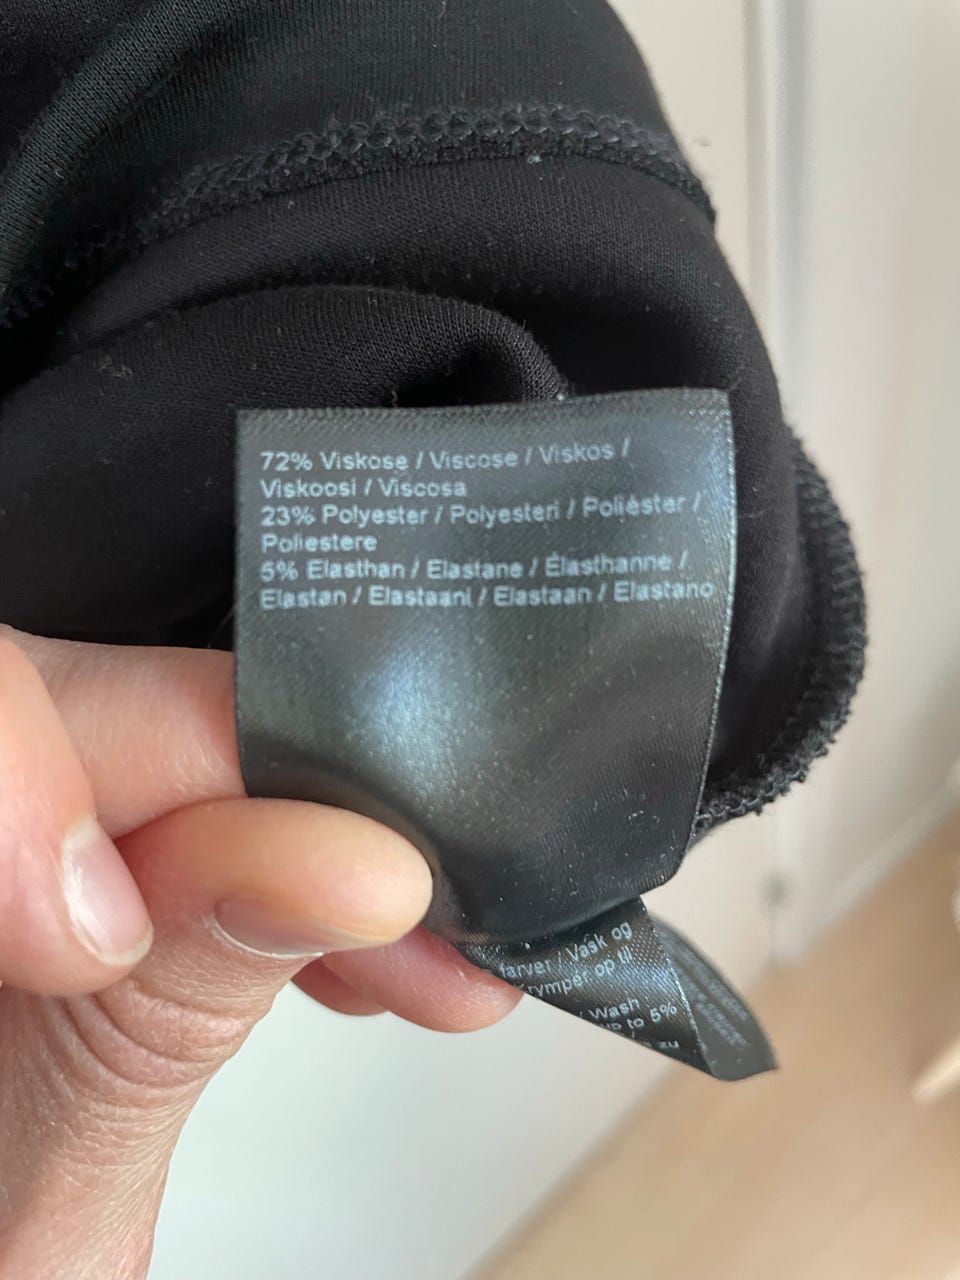 72% Viskose / Viscose / Viskos /
Viskoosi / Viscosa
23% Polyester / Polyesteri / Poliéster /
Poliestere
5% Elasthan / Elastane / Élasthanne /
Elastan / Elastaani / Elastaan / Elastano
farver / Vask og
Krymper op til
/ Wash
up to 5%
zu